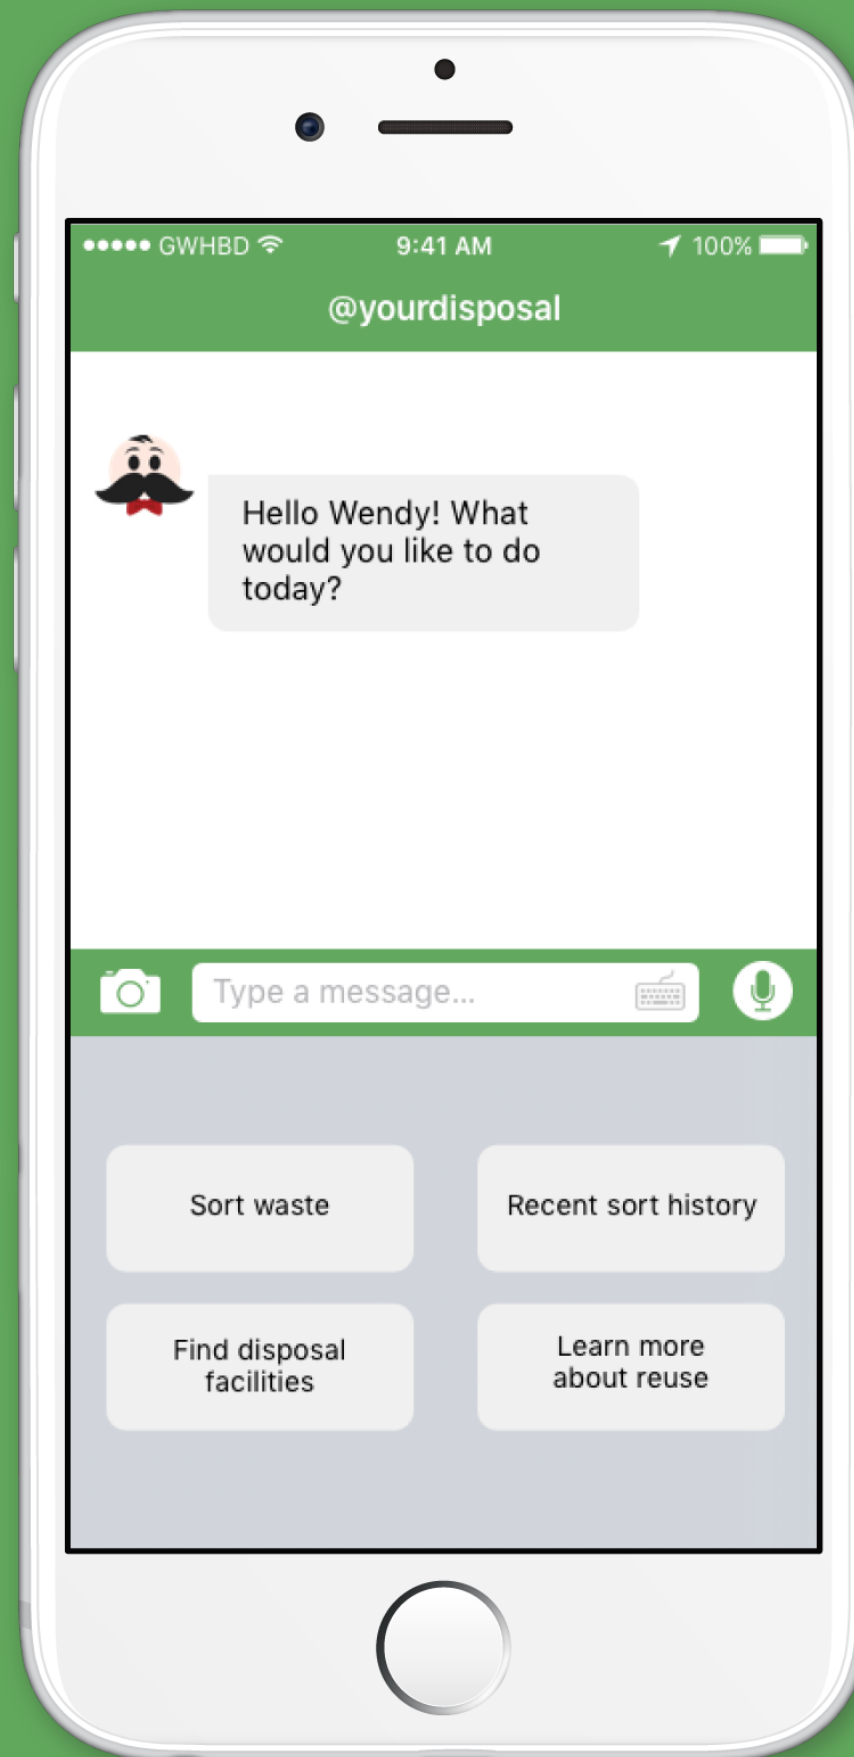 GWHBD 9:41 AM 100%
@yourdisposal
Hello Wendy! What
would you like to do
today?
Type a message...
Sort waste
Recent sort history
Find disposal
facilities
Learn more
about reuse